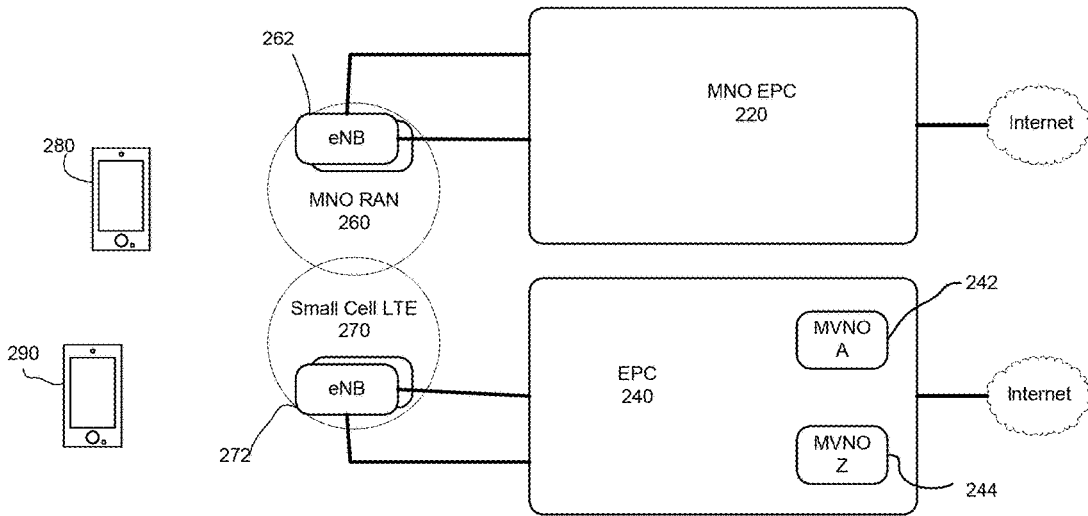 262
eNB
MNO RAN
260
MNO EPC
220
Internet
280
290
Small Cell LTE
270
eNB
272
EPC
240
MVNO
A
242
MVNO
Z
244
Internet